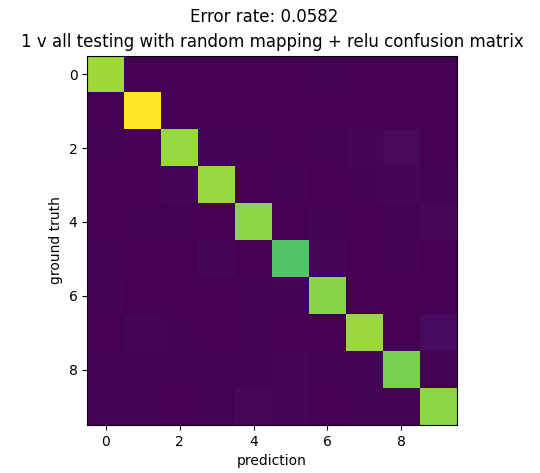 Error rate: 0.0582
1 v all testing with random mapping + relu confusion matrix
0
2
4
6
8
ground truth
0 2 4 6 8
prediction